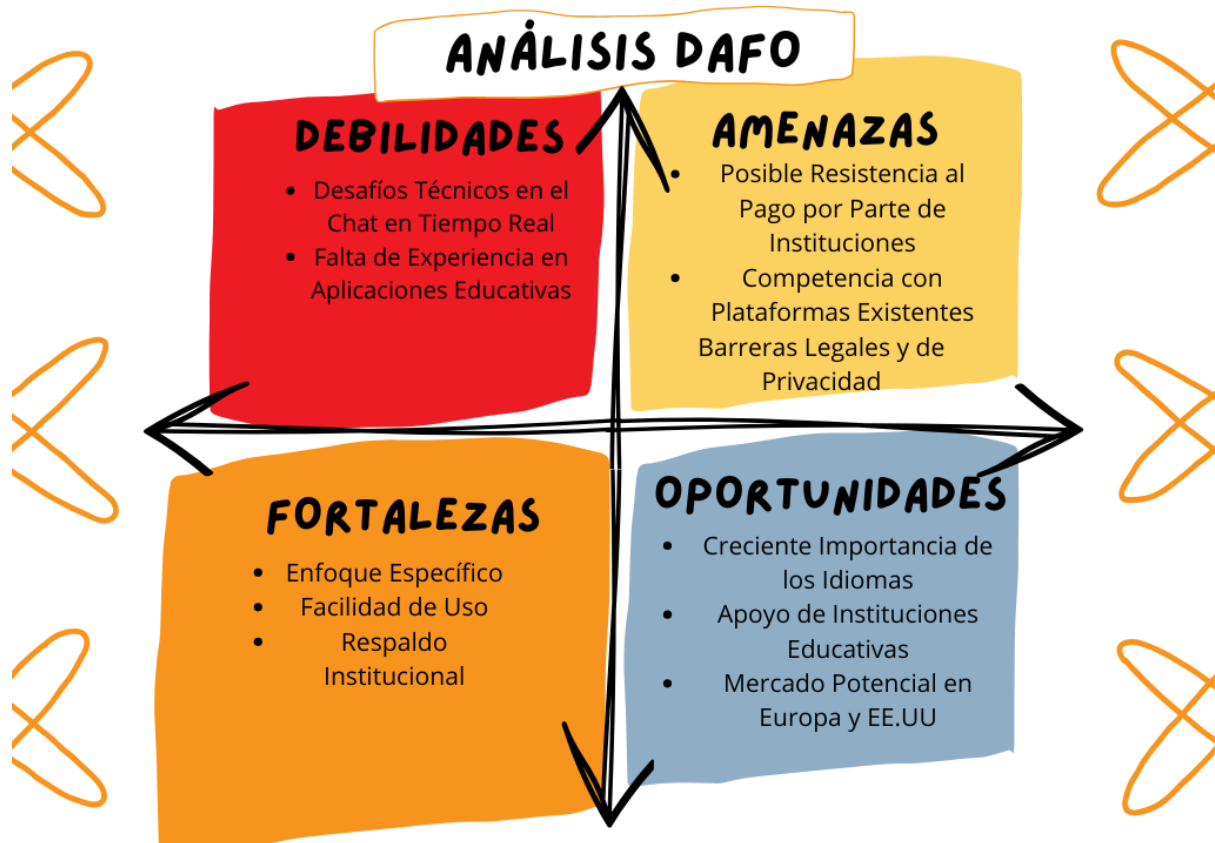 ANÁLISIS DAFO
DEBILIDADES
• Desafíos Técnicos en el
Chat en Tiempo Real
• Falta de Experiencia en
Aplicaciones Educativas
AMENAZAS
• Posible Resistencia al
Pago por Parte de
Instituciones
• Competencia con
Plataformas Existentes
Barreras Legales y de
Privacidad
FORTALEZAS
• Enfoque Específico
• Facilidad de Uso
• Respaldo
Institucional
OPORTUNIDADES
• Creciente Importancia de
los Idiomas
• Apoyo de Instituciones
Educativas
• Mercado Potencial en
Europa y EE.UU